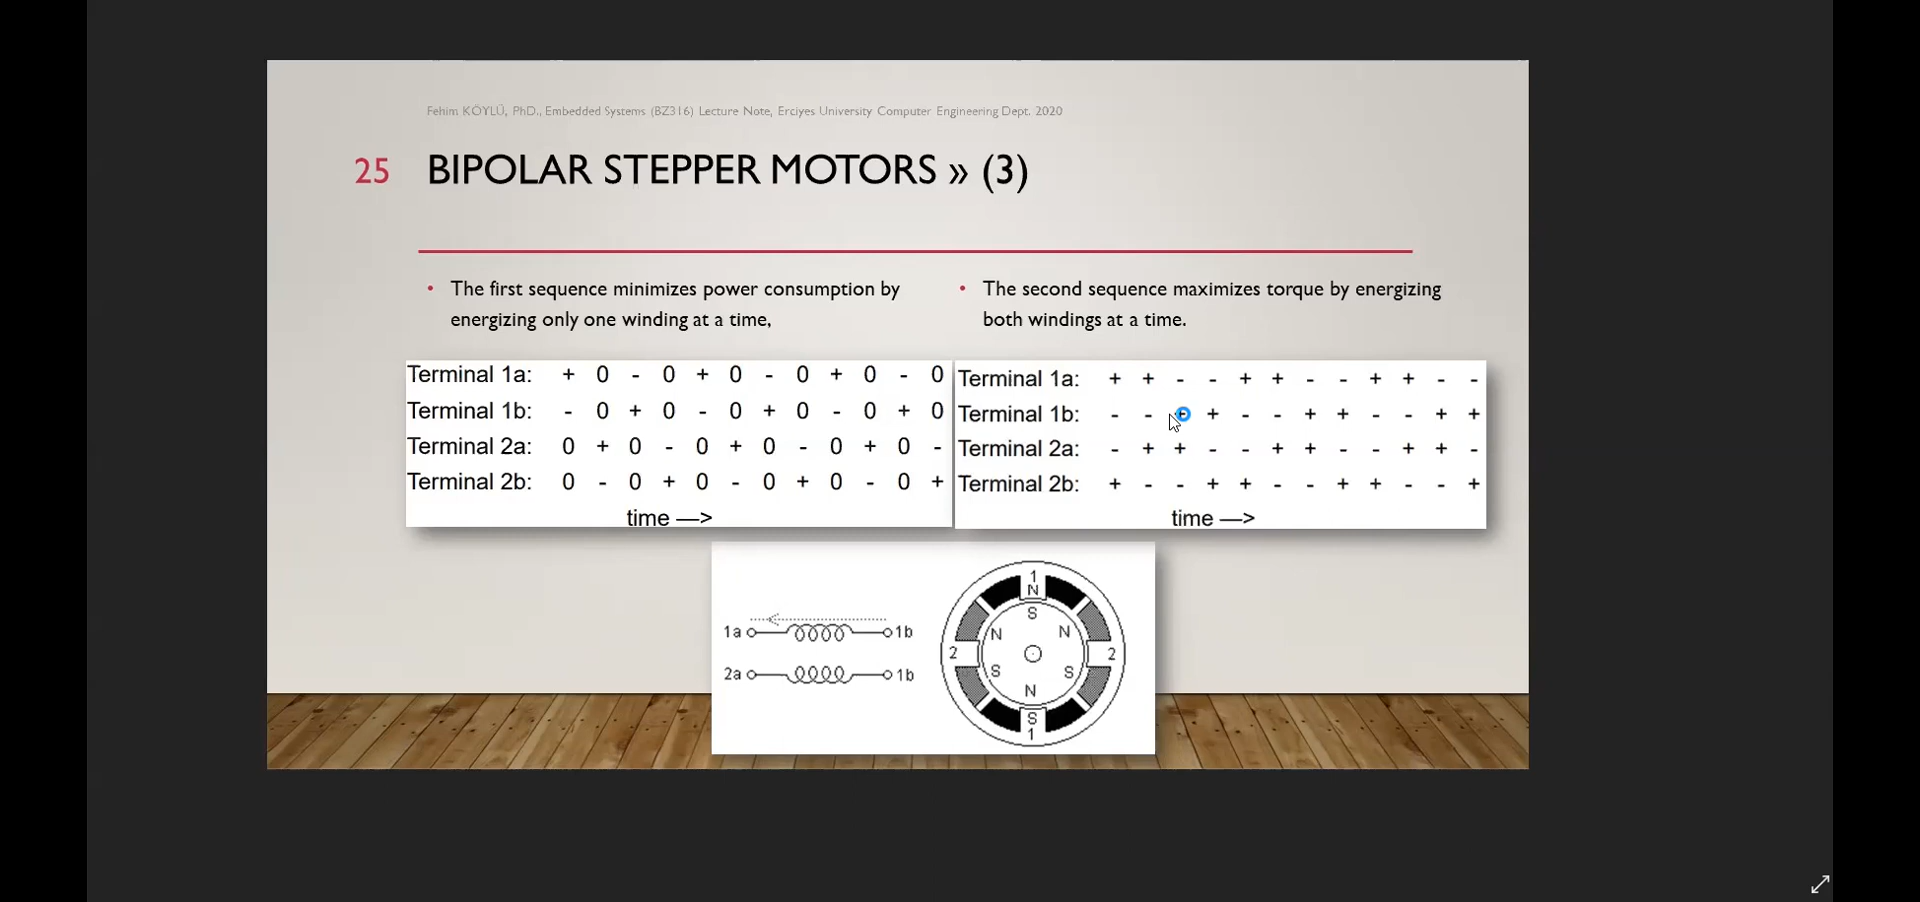 Fehim KÖYLÜ, PhD., Embedded Systems (BZ316) Lecture Note, Erciyes University Computer Engineering Dept. 2020
25 BIPOLAR STEPPER MOTORS » (3)
• The first sequence minimizes power consumption by
energizing only one winding at a time,
Terminal 1a: + 0 - 0 + 0 - 0 + 0 - 0
Terminal 1b: - 0 + 0 - 0 + 0 - 0 + 0
Terminal 2a: 0 + 0 - 0 + 0 - 0 + 0 -
Terminal 2b: 0 - 0 + 0 - 0 + 0 - 0 +
time —>
• The second sequence maximizes torque by energizing
both windings at a time.
Terminal 1a: + + - - + + - - + + - -
Terminal 1b: - - + + - - + + - - + +
Terminal 2a: - + + - - + + - - + + -
Terminal 2b: + - - + + - - + + - - +
time —>
1a 1b
2a 1b
1
N
S
N N
2 2
S S
N
S
1